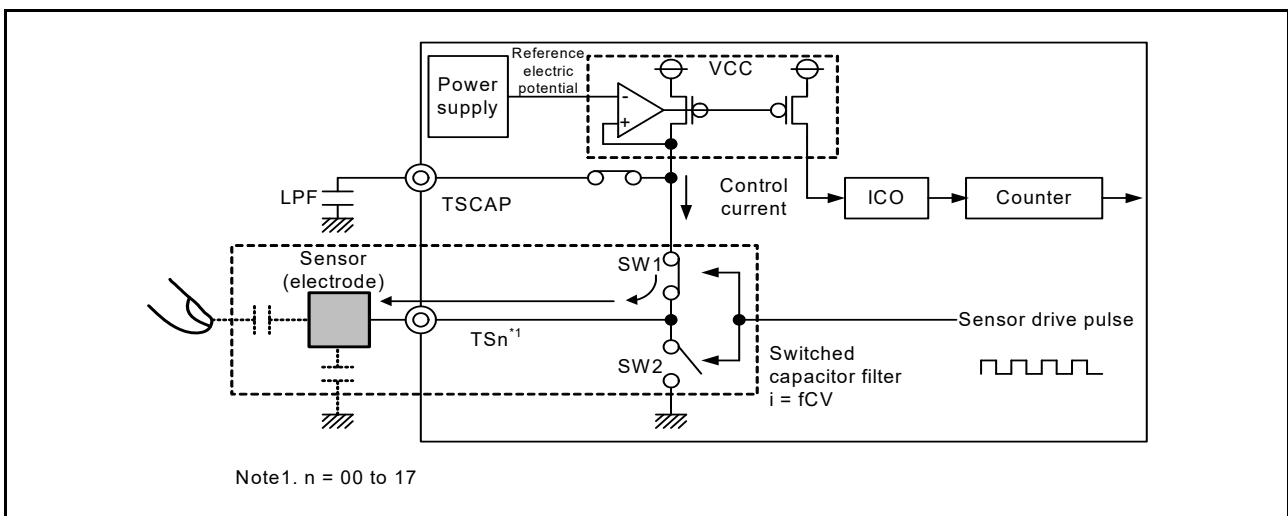 Power
supply
Reference
electric
potential
-
+
VCC
LPF
TSCAP
Control
current
ICO
Counter
Sensor
(electrode)
SW1
TSn*1
SW2
Sensor drive pulse
Switched
capacitor filter
i = fCV
Note1. n = 00 to 17